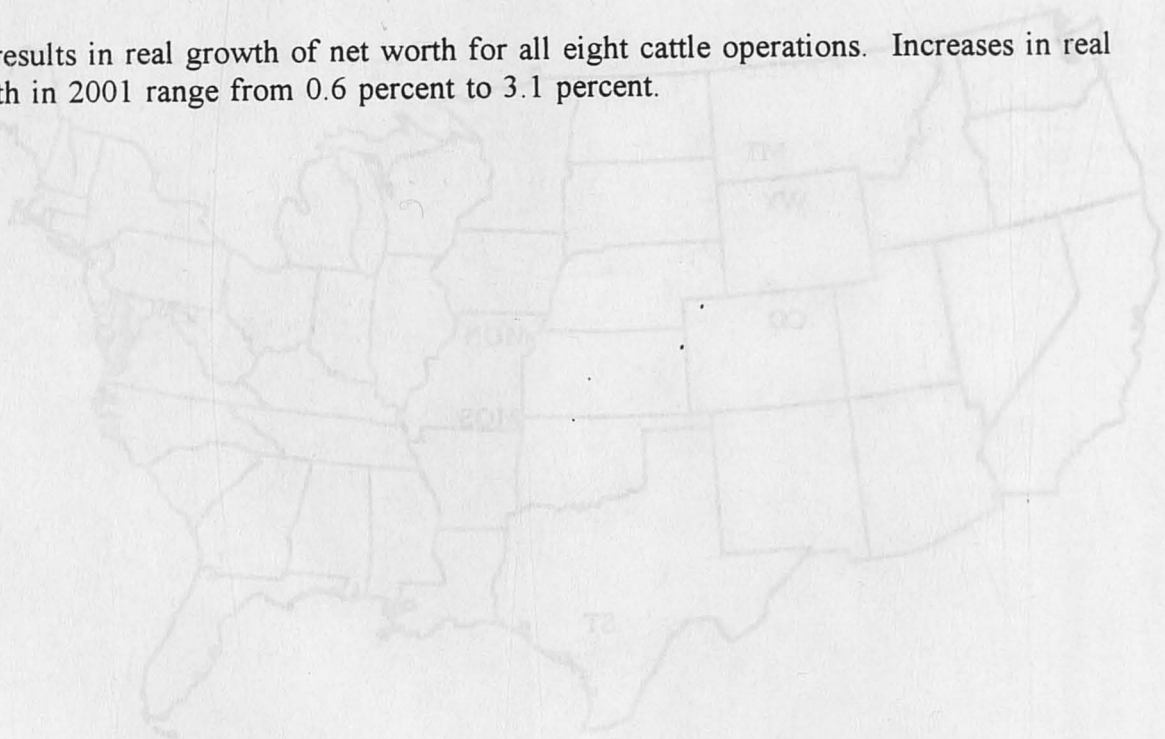 results in real growth of net worth for all eight cattle operations. Increases in real
in 2001 range from 0.6 percent to 3.1 percent.